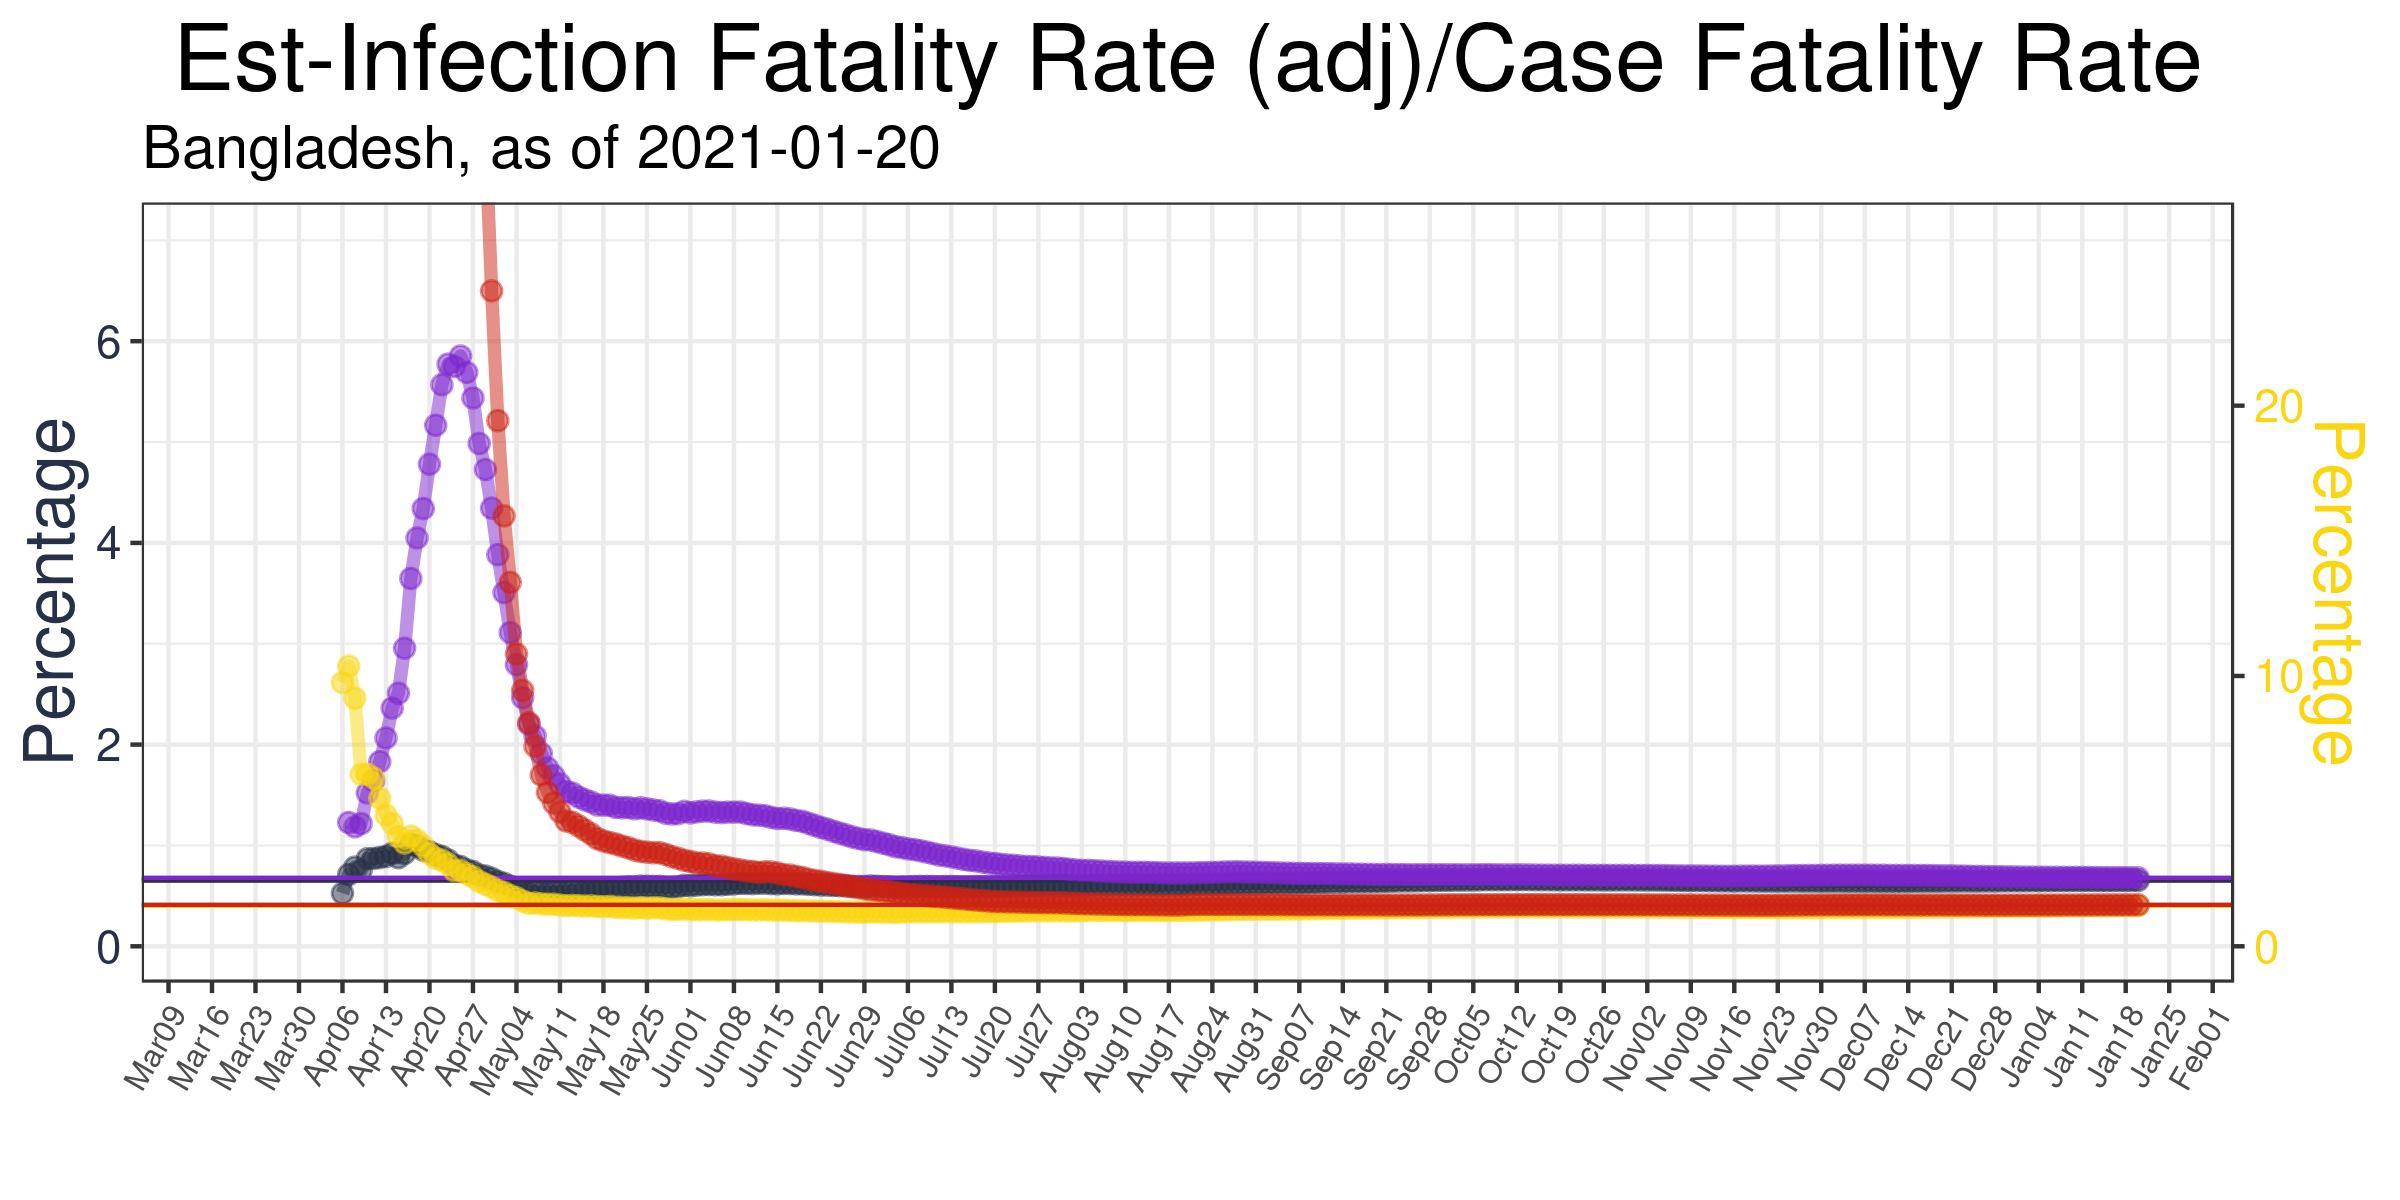 Est-Infection Fatality Rate (adj)/Case Fatality Rate
Bangladesh, as of 2021-01-20
Percentage
6
4
2
0
20
10
0
Percentage
Mar09
Mar16
Mar23
Mar30
Apr06
Apr13
Apr20
Apr27
May04
May11
May18
May25
Jun01
Jun08
Jun15
Jun22
Jun29
Jul06
Jul13
Jul20
Jul27
Aug03
Aug10
Aug17
Aug24
Aug31
Sep07
Sep14
Sep21
Sep28
Oct05
Oct12
Oct19
Oct26
Nov02
Nov09
Nov16
Nov23
Nov30
Dec07
Dec14
Dec21
Dec28
Jan04
Jan11
Jan18
Jan25
Feb01